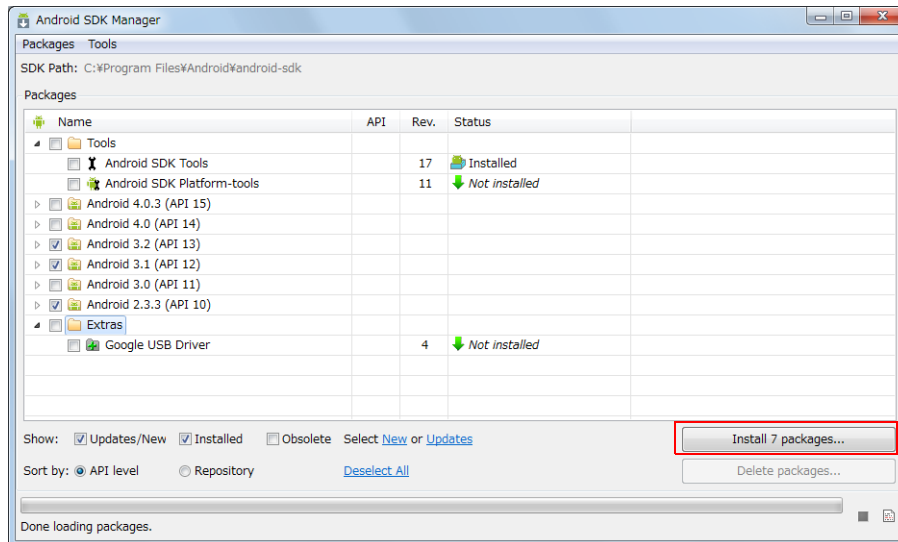 Android SDK Manager
Packages Tools
SDK Path: C:¥Program Files¥Android¥android-sdk
Packages
Name API Rev. Status
Tools
Android SDK Tools 17 Installed
Android SDK Platform-tools 11 Not installed
Android 4.0.3 (API 15)
Android 4.0 (API 14)
Android 3.2 (API 13)
Android 3.1 (API 12)
Android 3.0 (API 11)
Android 2.3.3 (API 10)
Extras
Google USB Driver 4 Not installed
Show: Updates/New Installed Obsolete Select New or Updates Install 7 packages...
Sort by: API level Repository Deselect All Delete packages...
Done loading packages.